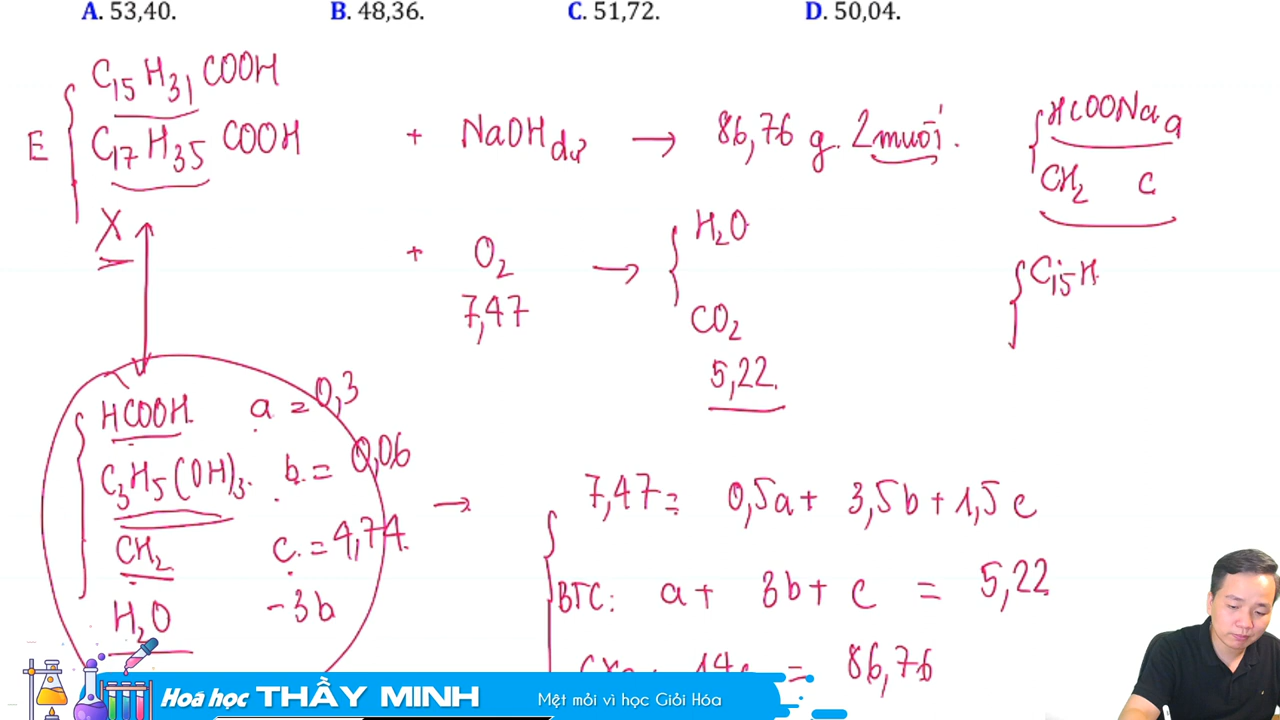 A. 53,40. B. 48,36. C. 51,72. D. 50,04.
E { C15H31COOH
C17H35COOH + NaOH dư → 86,76 g. 2 muối.
X + O2 → { H2O
7,47 CO2
5,22.
{ HCOONa a
CH2 c
{ C15H
{ HCOOH. a = 0,3
C3H5(OH)3. b. = 0,06
CH2 c. = 4,74.
H2O -3b
→ { 7,47 = 0,5a + 3,5b + 1,5c
BTC: a + 3b + c = 5,22
= 86,76
Hoá học THẦY MINH Mệt mỏi vì học Giỏi Hóa